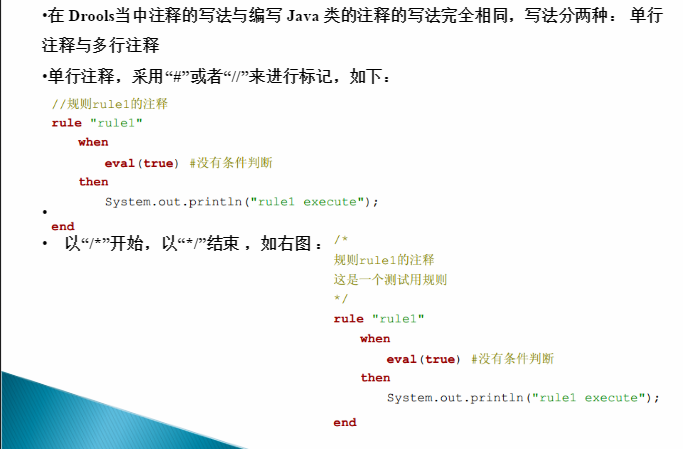 •在 Drools当中注释的写法与编写 Java 类的注释的写法完全相同，写法分两种： 单行
注释与多行注释
•单行注释，采用“#”或者“//”来进行标记，如下：
//规则rule1的注释
rule "rule1"
when
eval(true) #没有条件判断
then
System.out.println("rule1 execute");
•
end
• 以“/*”开始，以“*/”结束 ，如右图 ：
/*
规则rule1的注释
这是一个测试用规则
*/
rule "rule1"
when
eval(true) #没有条件判断
then
System.out.println("rule1 execute");
end